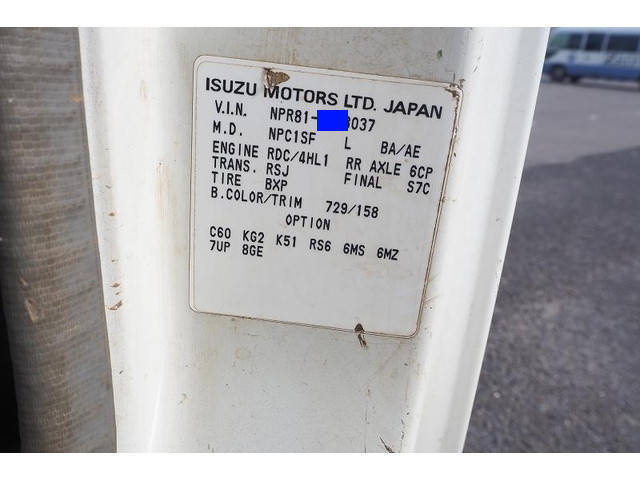 ISUZU MOTORS LTD. JAPAN
V.I.N. NPR81- 3037
M.D. NPC1SF L BA/AE
ENGINE RDC/4HL1 RR AXLE 6CP
TRANS. RSJ FINAL S7C
TIRE BXP
B.COLOR/TRIM 729/158
OPTION
C60 KG2 K51 RS6 6MS 6MZ
7UP 8GE